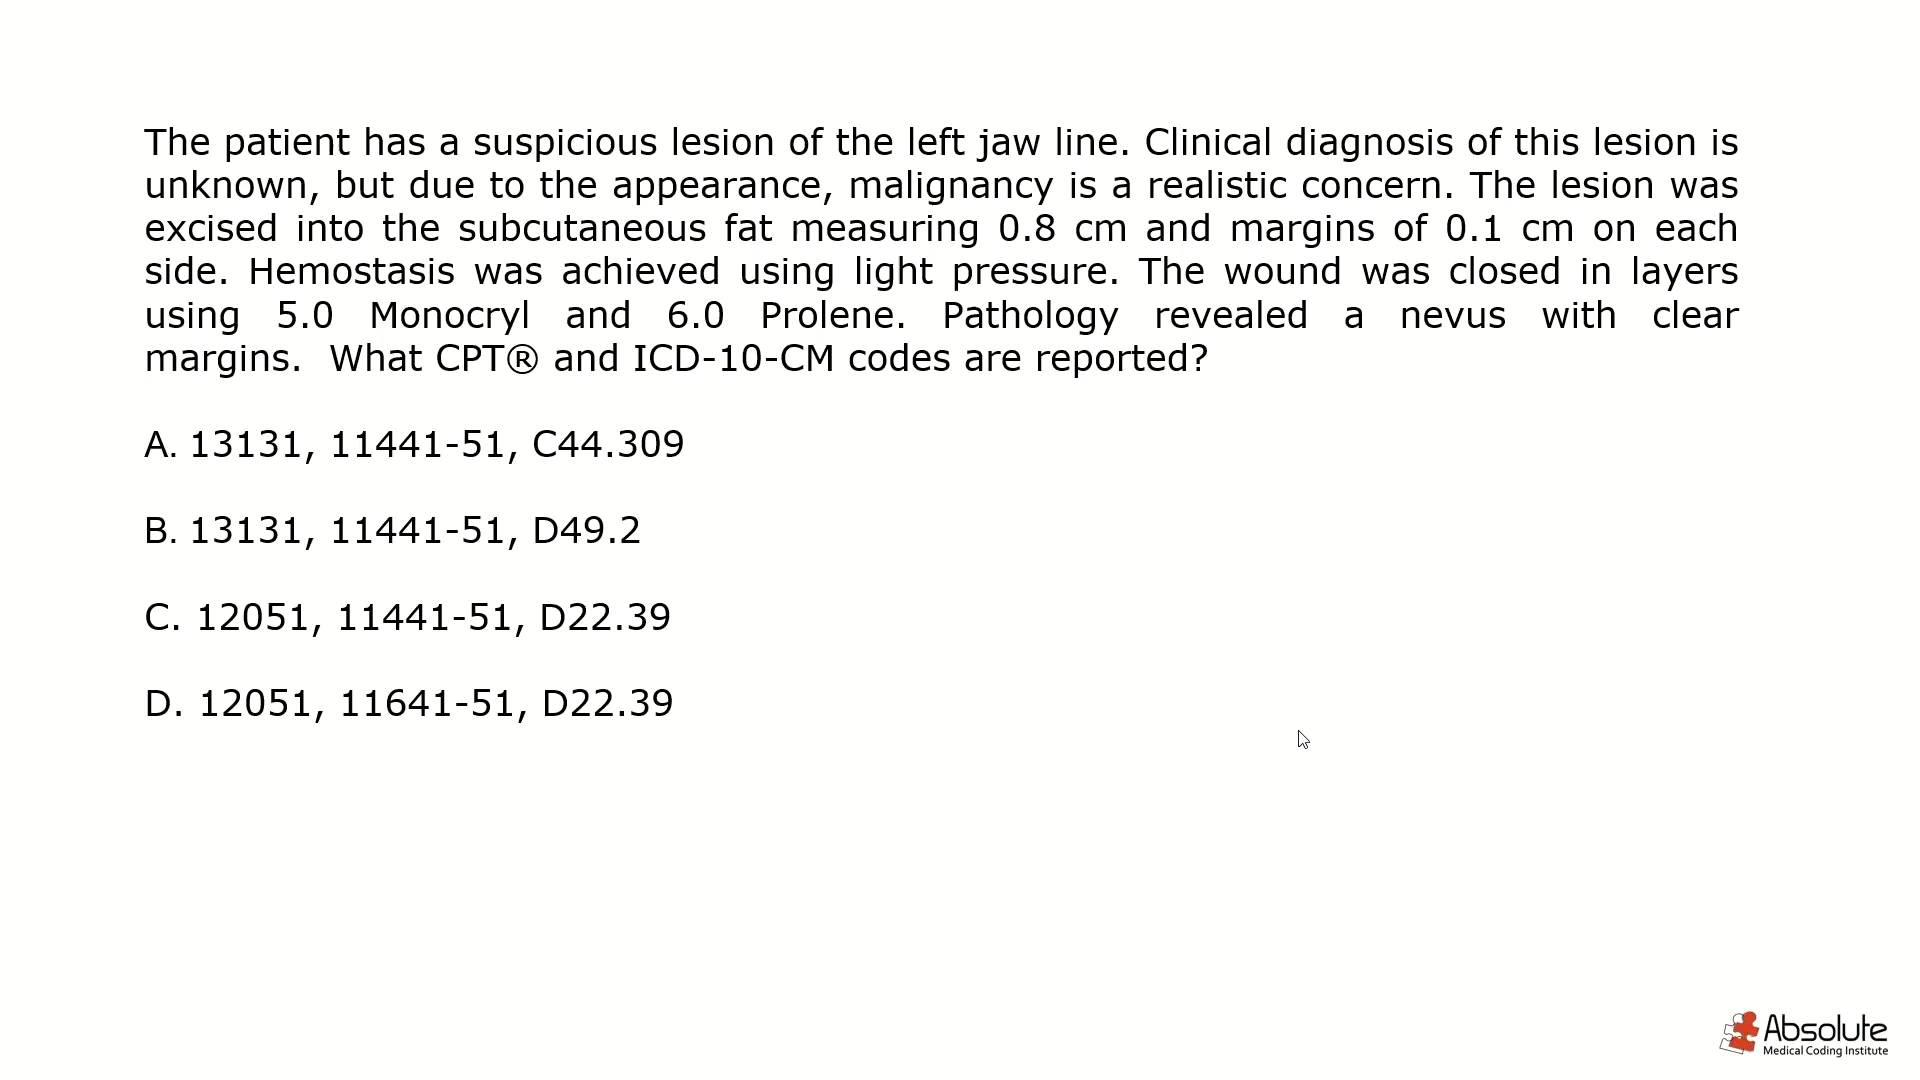 The patient has a suspicious lesion of the left jaw line. Clinical diagnosis of this lesion is
unknown, but due to the appearance, malignancy is a realistic concern. The lesion was
excised into the subcutaneous fat measuring 0.8 cm and margins of 0.1 cm on each
side. Hemostasis was achieved using light pressure. The wound was closed in layers
using 5.0 Monocryl and 6.0 Prolene. Pathology revealed a nevus with clear
margins. What CPT® and ICD-10-CM codes are reported?
A. 13131, 11441-51, C44.309
B. 13131, 11441-51, D49.2
C. 12051, 11441-51, D22.39
D. 12051, 11641-51, D22.39
Absolute
Medical Coding Institute